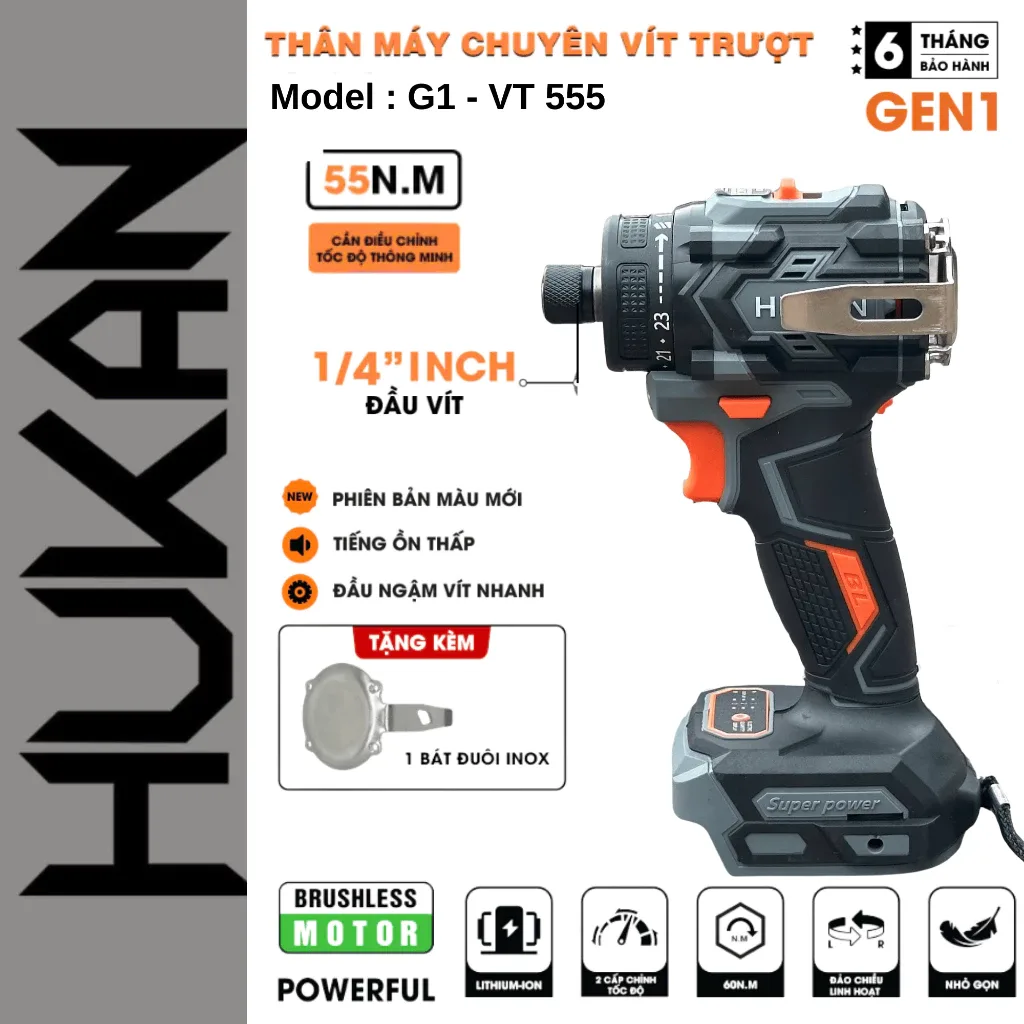 HUKAN
THÂN MÁY CHUYÊN VÍT TRƯỢT
Model : G1 - VT 555
6 THÁNG
BẢO HÀNH
GEN1
55N.M
CẦN ĐIỀU CHỈNH
TỐC ĐỘ THÔNG MINH
1/4”INCH
ĐẦU VÍT
21 • 23
H N
NEW PHIÊN BẢN MÀU MỚI
TIẾNG ỒN THẤP
ĐẦU NGẬM VÍT NHANH
BL
TẶNG KÈM
1 BÁT ĐUÔI INOX
Super power
BRUSHLESS
MOTOR
POWERFUL
LITHIUM-ION
2 CẤP CHỈNH
TỐC ĐỘ
N.M
60N.M
L R
ĐẢO CHIỀU
LINH HOẠT
NHỎ GỌN